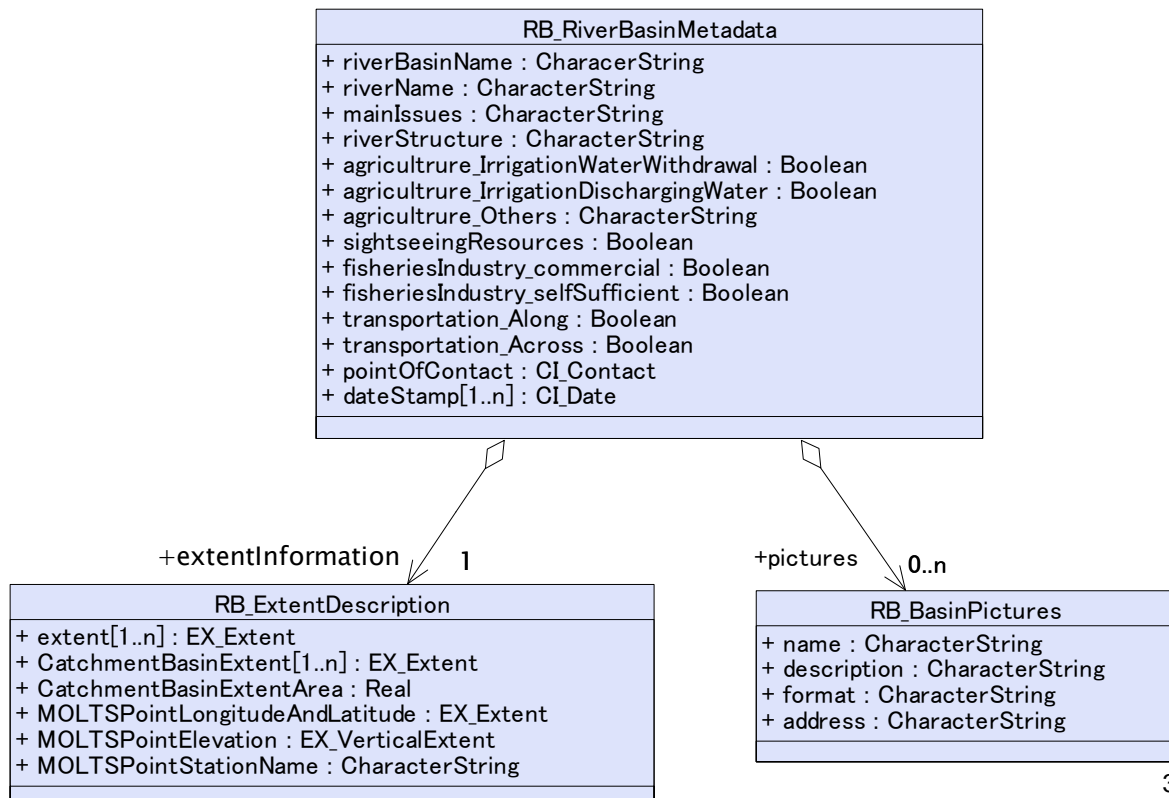 RB_RiverBasinMetadata
+ riverBasinName : CharacerString
+ riverName : CharacterString
+ mainIssues : CharacterString
+ riverStructure : CharacterString
+ agricultrure_IrrigationWaterWithdrawal : Boolean
+ agricultrure_IrrigationDischargingWater : Boolean
+ agricultrure_Others : CharacterString
+ sightseeingResources : Boolean
+ fisheriesIndustry_commercial : Boolean
+ fisheriesIndustry_selfSufficient : Boolean
+ transportation_Along : Boolean
+ transportation_Across : Boolean
+ pointOfContact : CI_Contact
+ dateStamp[1..n] : CI_Date
+extentInformation 1
+pictures 0..n
RB_ExtentDescription
+ extent[1..n] : EX_Extent
+ CatchmentBasinExtent[1..n] : EX_Extent
+ CatchmentBasinExtentArea : Real
+ MOLTSPointLongitudeAndLatitude : EX_Extent
+ MOLTSPointElevation : EX_VerticalExtent
+ MOLTSPointStationName : CharacterString
RB_BasinPictures
+ name : CharacterString
+ description : CharacterString
+ format : CharacterString
+ address : CharacterString
3